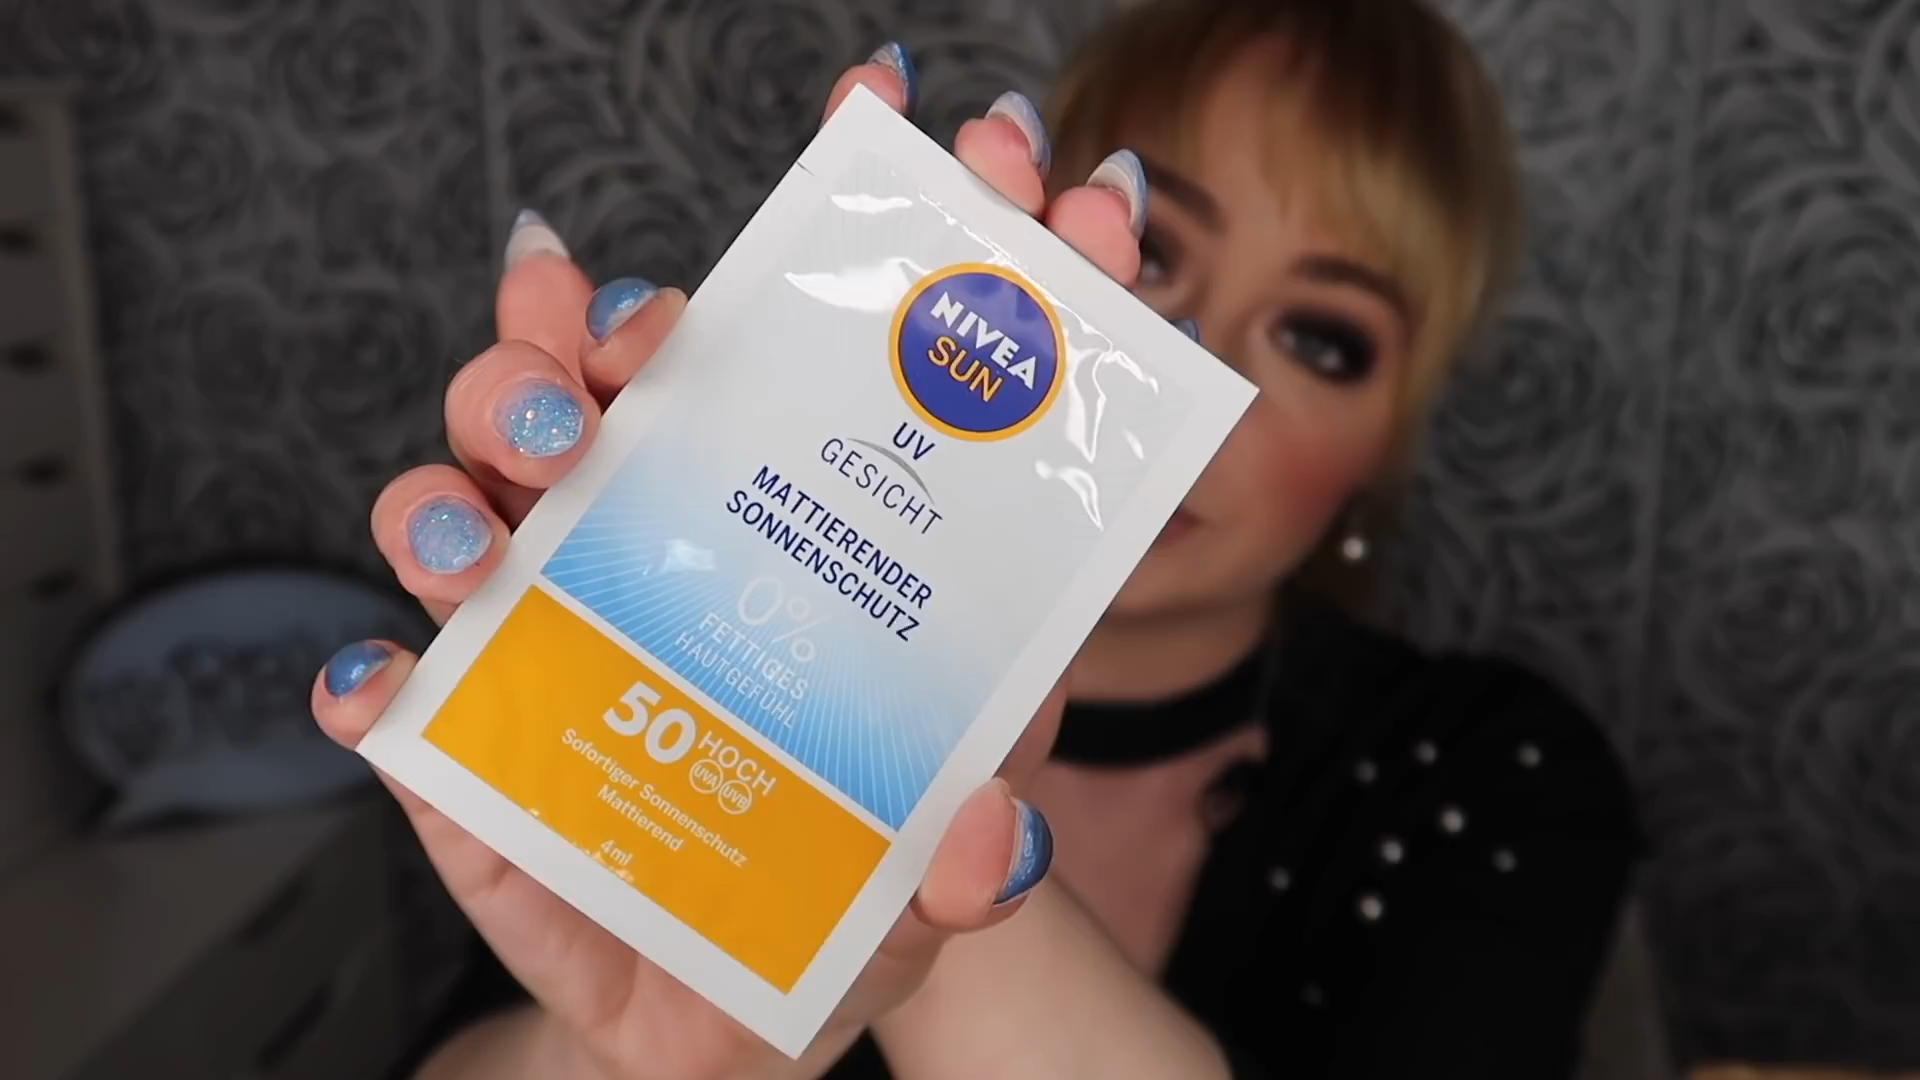 NIVEA
SUN
UV
GESICHT
MATTIERENDER
SONNENSCHUTZ
0%
FETTIGES
HAUTGEFÜHL
50 HOCH
UVA UVB
Sofortiger Sonnenschutz
Mattierend
4ml